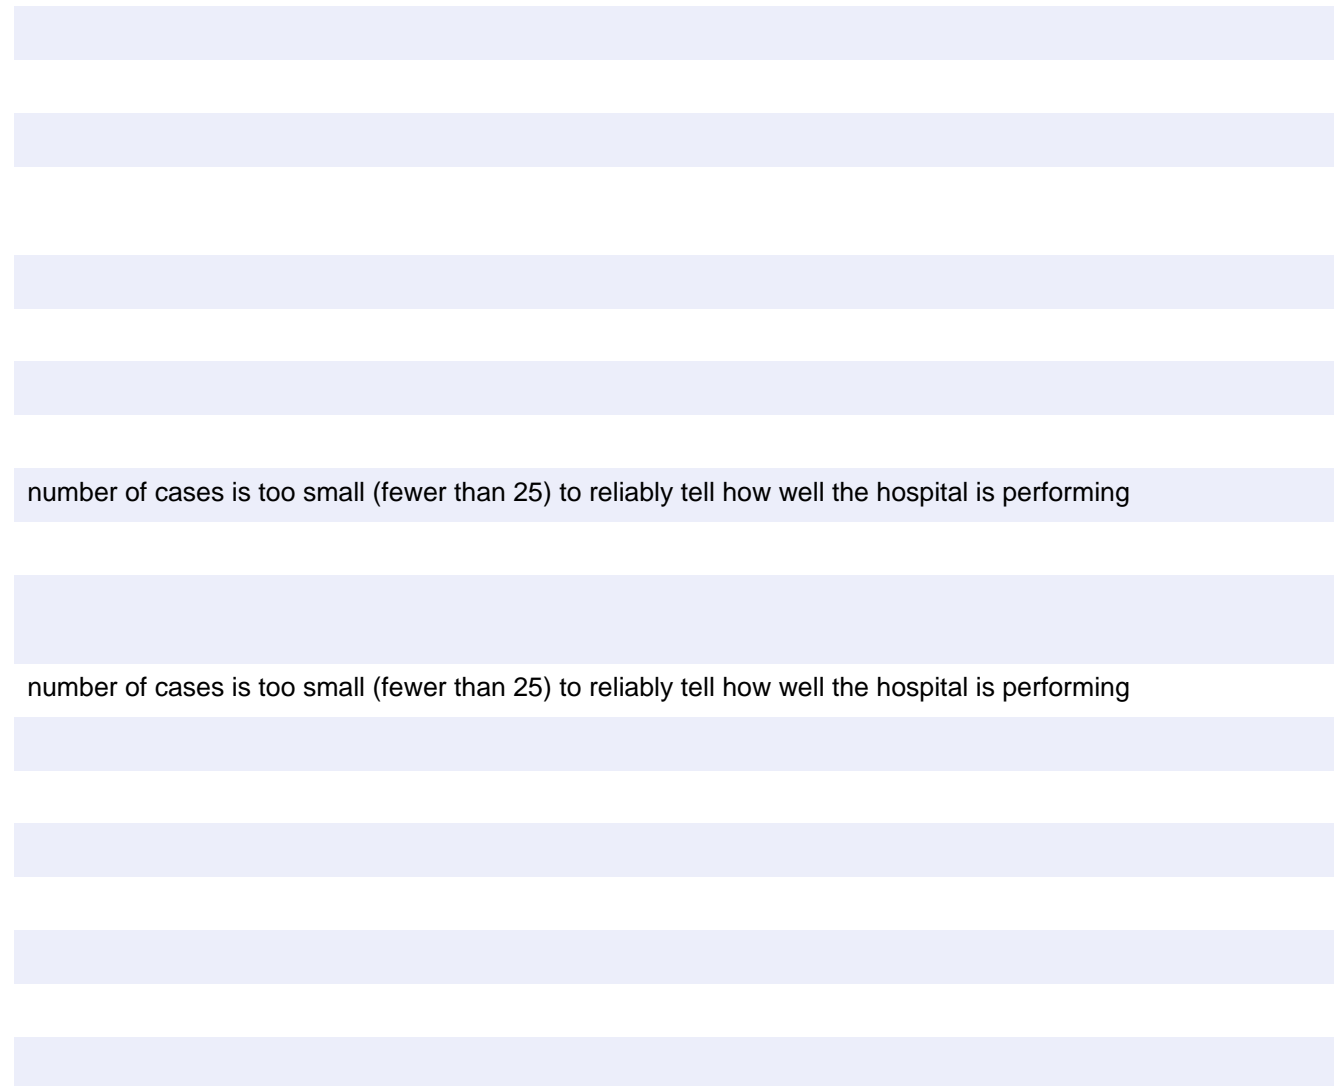 number of cases is too small (fewer than 25) to reliably tell how well the hospital is performing
number of cases is too small (fewer than 25) to reliably tell how well the hospital is performing